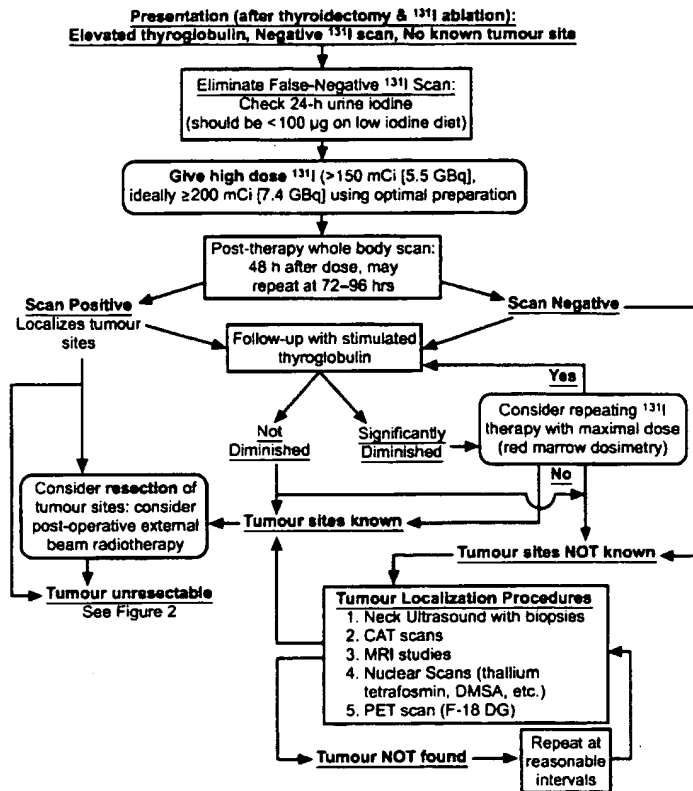 Presentation (after thyroidectomy & ¹³¹I ablation):
Elevated thyroglobulin, Negative ¹³¹I scan, No known tumour site
Eliminate False-Negative ¹³¹I Scan:
Check 24-h urine iodine
(should be <100 µg on low iodine diet)
Give high dose ¹³¹I (>150 mCi [5.5 GBq],
ideally ≥200 mCi [7.4 GBq] using optimal preparation
Post-therapy whole body scan:
48 h after dose, may
repeat at 72–96 hrs
Scan Positive
Localizes tumour
sites
Scan Negative
Follow-up with stimulated
thyroglobulin
Yes
Not
Diminished
Significantly
Diminished
Consider repeating ¹³¹I
therapy with maximal dose
(red marrow dosimetry)
No
Consider resection of
tumour sites: consider
post-operative external
beam radiotherapy
Tumour sites known
Tumour sites NOT known
Tumour unresectable
See Figure 2
Tumour Localization Procedures
1. Neck Ultrasound with biopsies
2. CAT scans
3. MRI studies
4. Nuclear Scans (thallium
tetrafosmin, DMSA, etc.)
5. PET scan (F-18 DG)
Tumour NOT found
Repeat at
reasonable
intervals